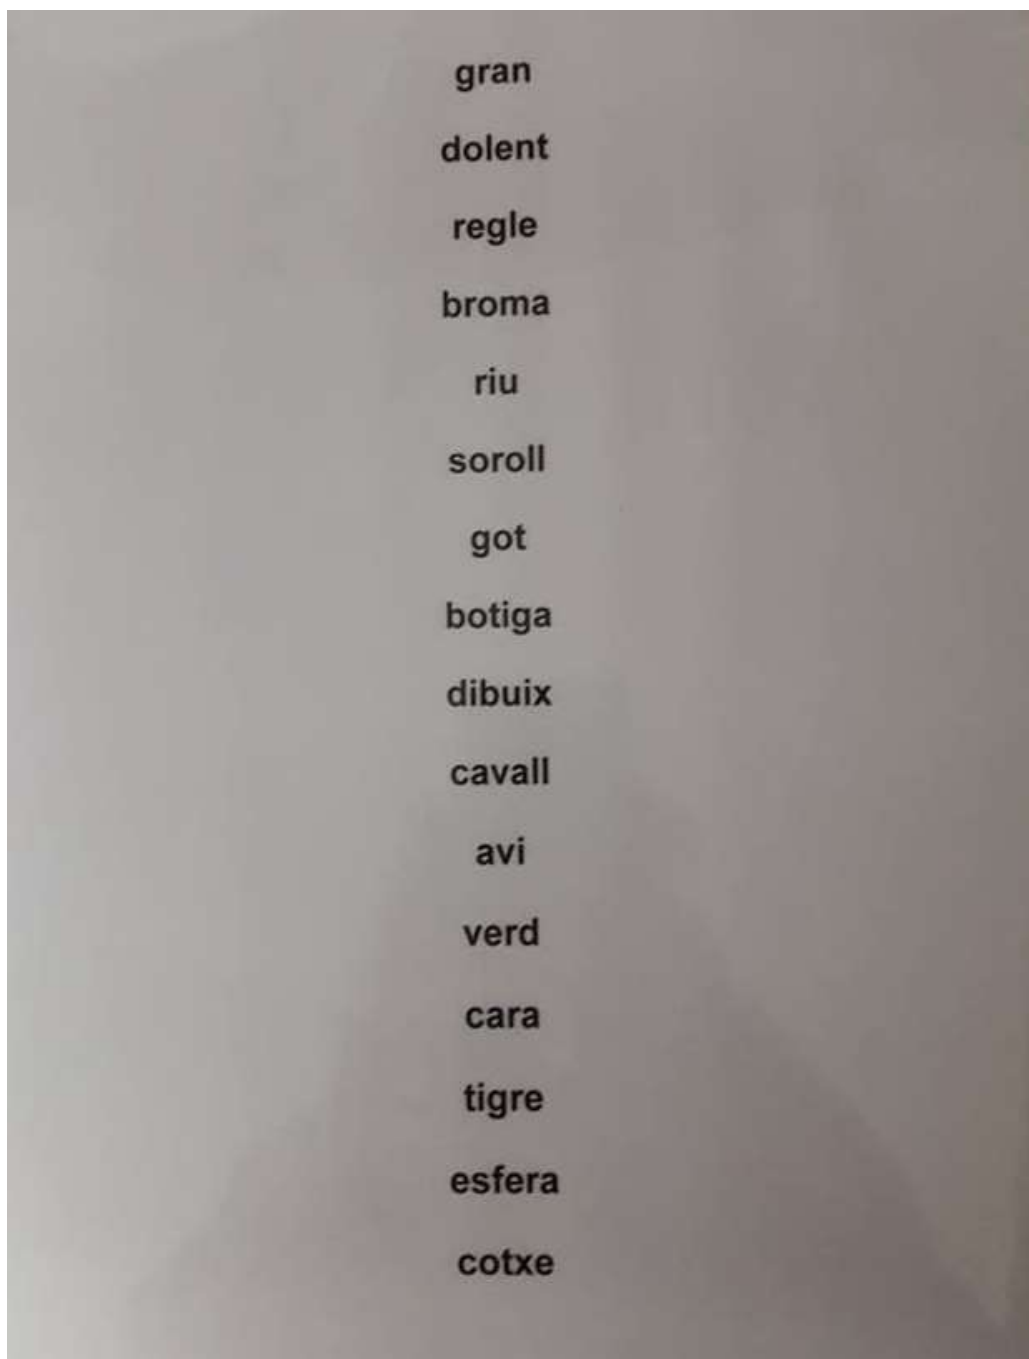 gran
dolent
regle
broma
riu
soroll
got
botiga
dibuix
cavall
avi
verd
cara
tigre
esfera
cotxe